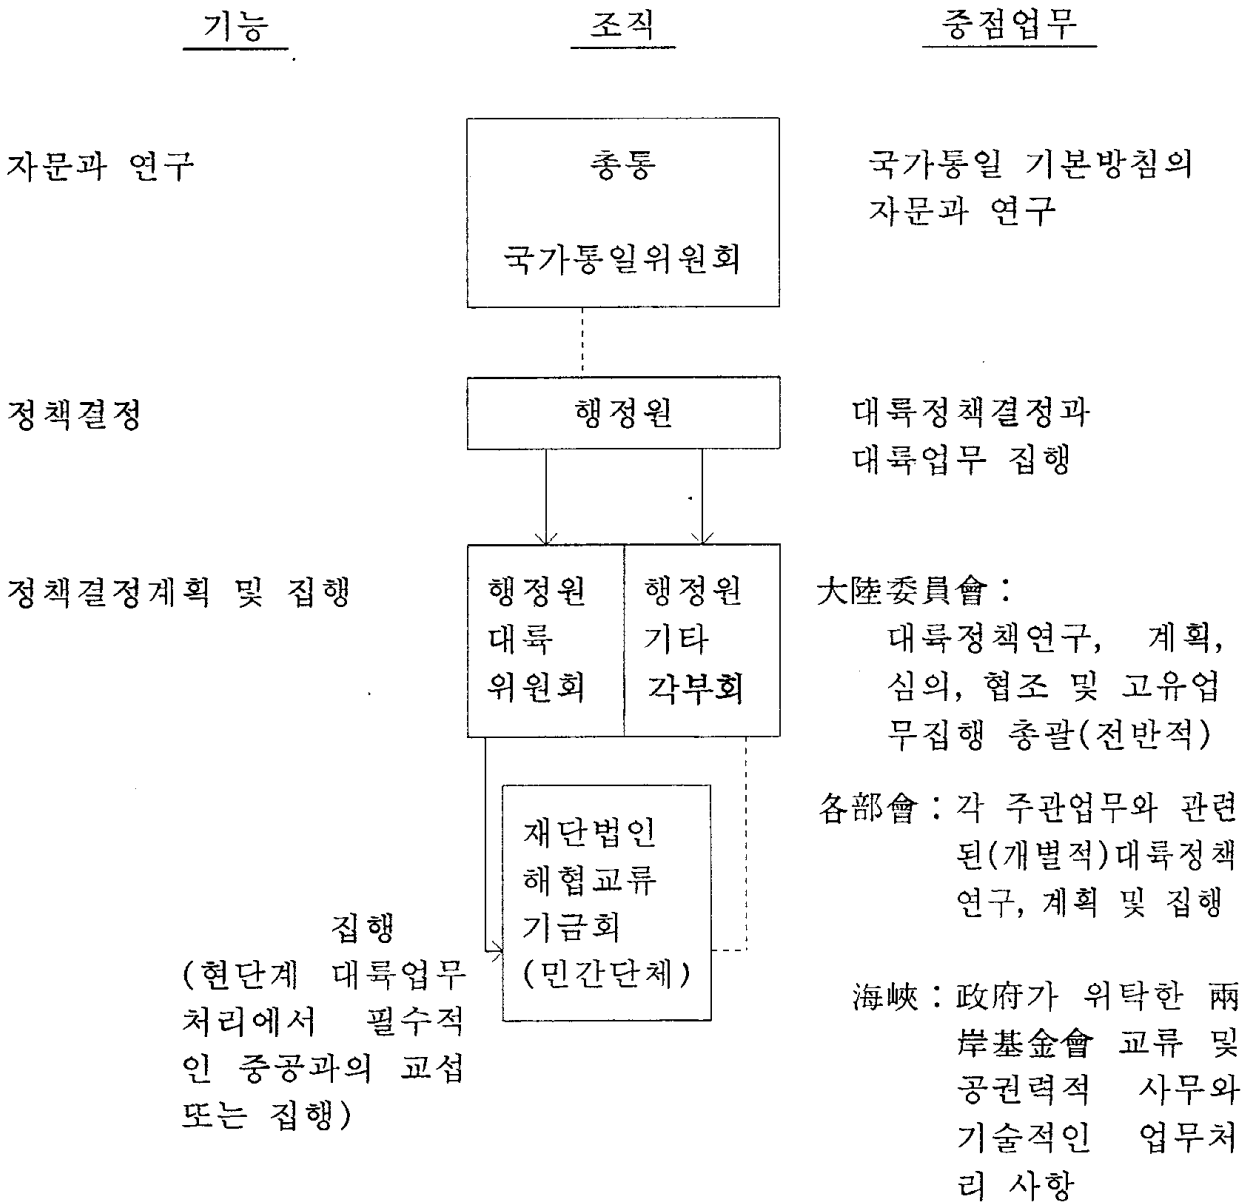 기능
조직
중점업무
자문과 연구
총통
국가통일위원회
국가통일 기본방침의
자문과 연구
정책결정
행정원
대륙정책결정과
대륙업무 집행
정책결정계획 및 집행
행정원
대륙
위원회
행정원
기타
각부회
大陸委員會：
대륙정책연구, 계획,
심의, 협조 및 고유업
무집행 총괄(전반적)
各部會：각 주관업무와 관련
된(개별적)대륙정책
연구, 계획 및 집행
집행
(현단계 대륙업무
처리에서 필수적
인 중공과의 교섭
또는 집행)
재단법인
해협교류
기금회
(민간단체)
海峽：政府가 위탁한 兩
岸基金會 교류 및
공권력적 사무와
기술적인 업무처
리 사항